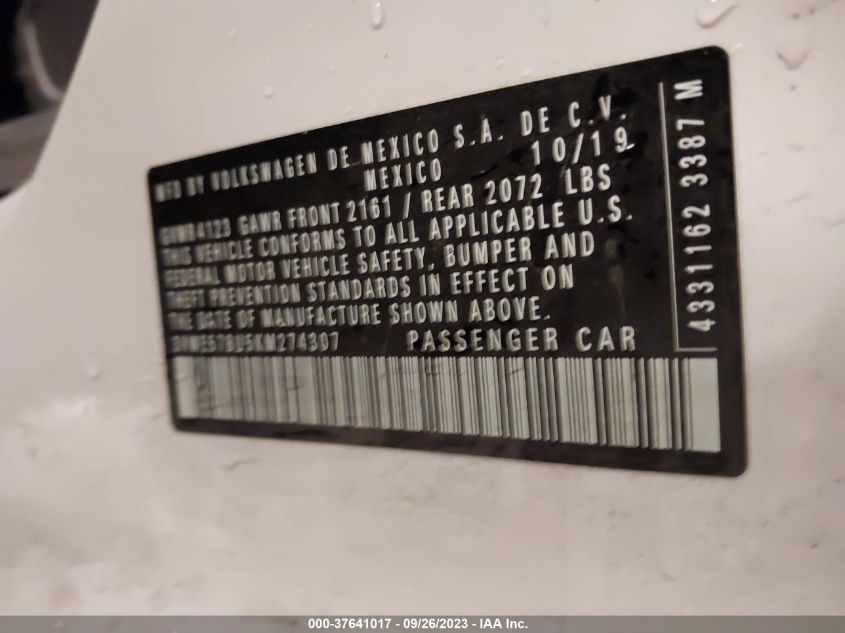 MFD BY VOLKSWAGEN DE MEXICO S.A. DE C.V.
MEXICO 10/19
GVWR4123 GAWR FRONT 2161 / REAR 2072 LBS
THIS VEHICLE CONFORMS TO ALL APPLICABLE U.S.
FEDERAL MOTOR VEHICLE SAFETY, BUMPER AND
THEFT PREVENTION STANDARDS IN EFFECT ON
THE DATE OF MANUFACTURE SHOWN ABOVE.
PASSENGER CAR
4331162 3387 M
000-37641017 - 09/26/2023 - IAA Inc.